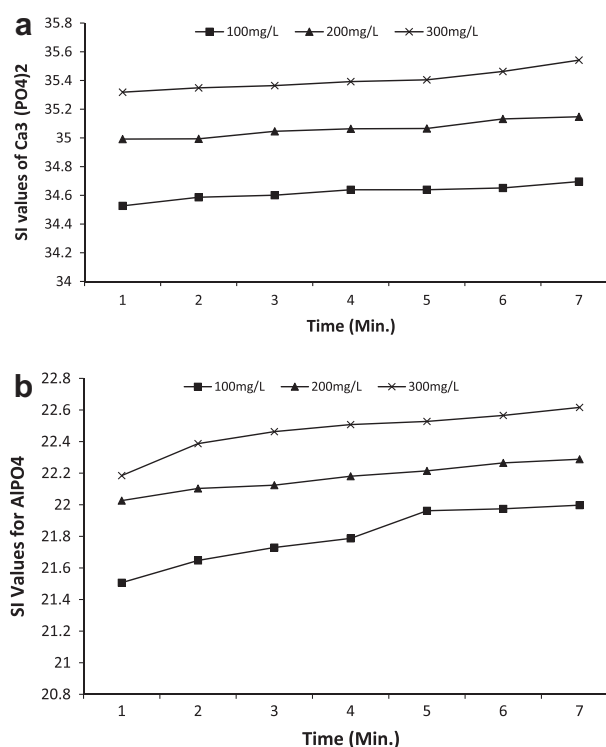 a
100mg/L 200mg/L 300mg/L
35.8
35.6
35.4
35.2
35
34.8
34.6
34.4
34.2
34
SI values of Ca3 (PO4)2
1 2 3 4 5 6 7
Time (Min.)
b
100mg/L 200mg/L 300mg/L
22.8
22.6
22.4
22.2
22
21.8
21.6
21.4
21.2
21
20.8
SI Values for AlPO4
1 2 3 4 5 6 7
Time (Min.)